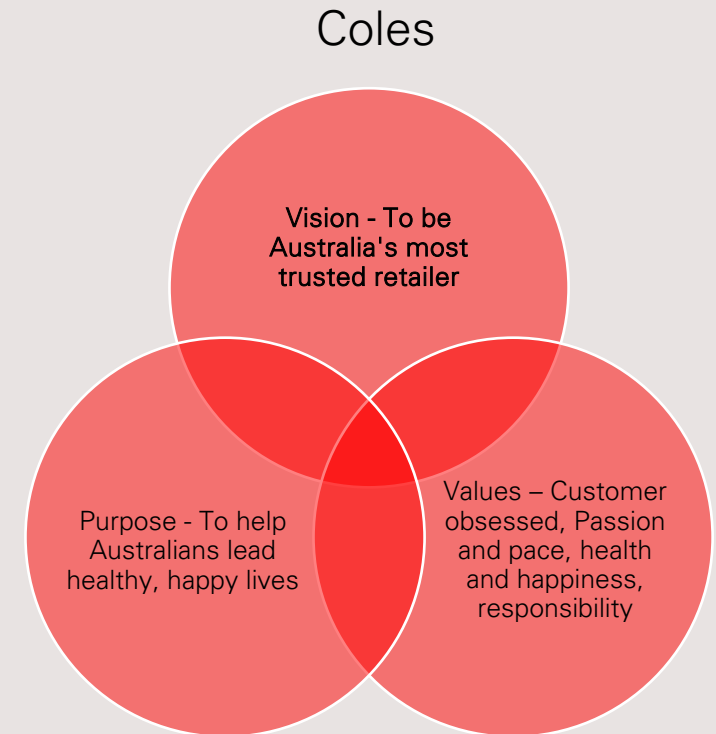 Coles
Vision - To be
Australia's most
trusted retailer
Purpose - To help
Australians lead
healthy, happy lives
Values – Customer
obsessed, Passion
and pace, health
and happiness,
responsibility